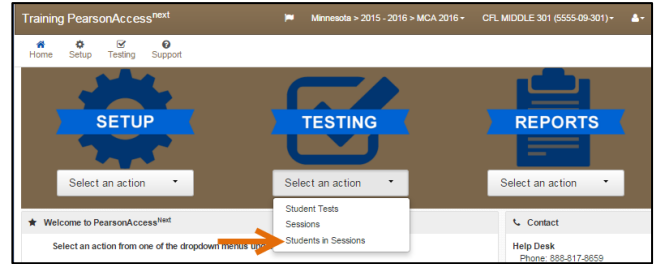 Training PearsonAccessnext
Minnesota > 2015 - 2016 > MCA 2016
CFL MIDDLE 301 (5555-09-301)
Home Setup Testing Support
SETUP TESTING REPORTS
Select an action Select an action Select an action
Student Tests
Sessions
Students in Sessions
Welcome to PearsonAccessNext
Contact
Select an action from one of the dropdown menus
Help Desk
Phone: 888-817-8659